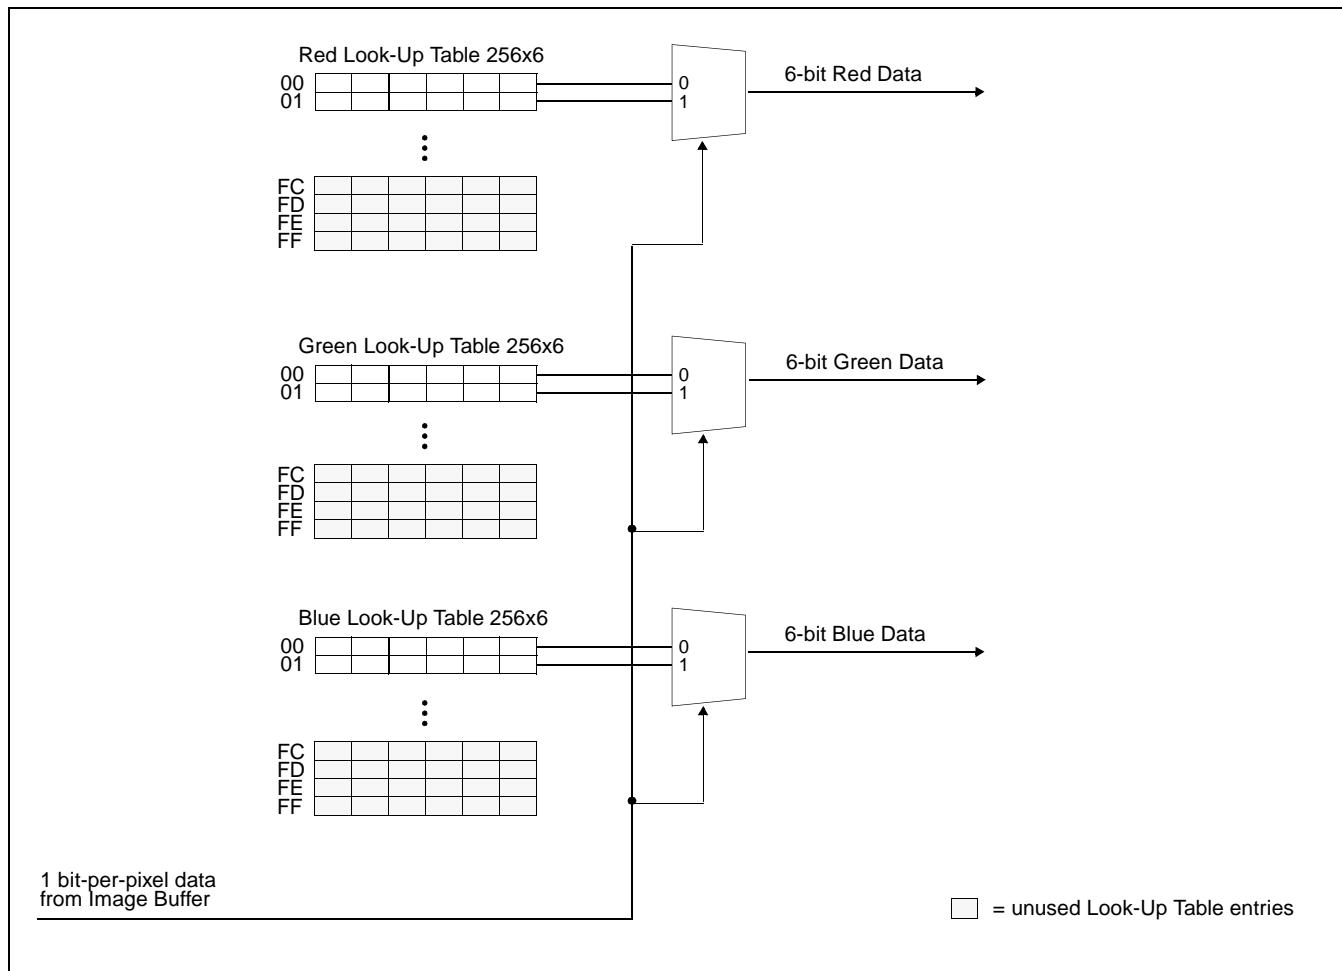 Red Look-Up Table 256x6
00
01
FC
FD
FE
FF
0
1
6-bit Red Data
Green Look-Up Table 256x6
00
01
FC
FD
FE
FF
0
1
6-bit Green Data
Blue Look-Up Table 256x6
00
01
FC
FD
FE
FF
0
1
6-bit Blue Data
1 bit-per-pixel data
from Image Buffer
= unused Look-Up Table entries